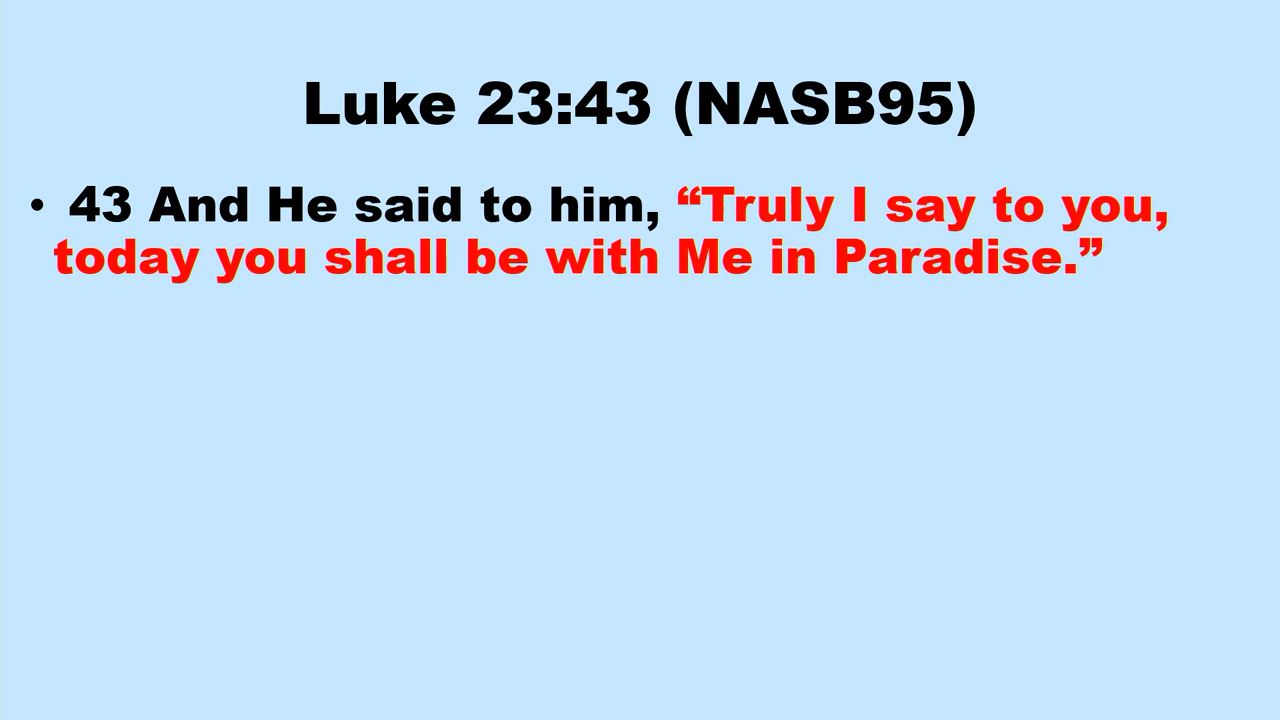 Luke 23:43 (NASB95)
• 43 And He said to him, “Truly I say to you,
today you shall be with Me in Paradise.”